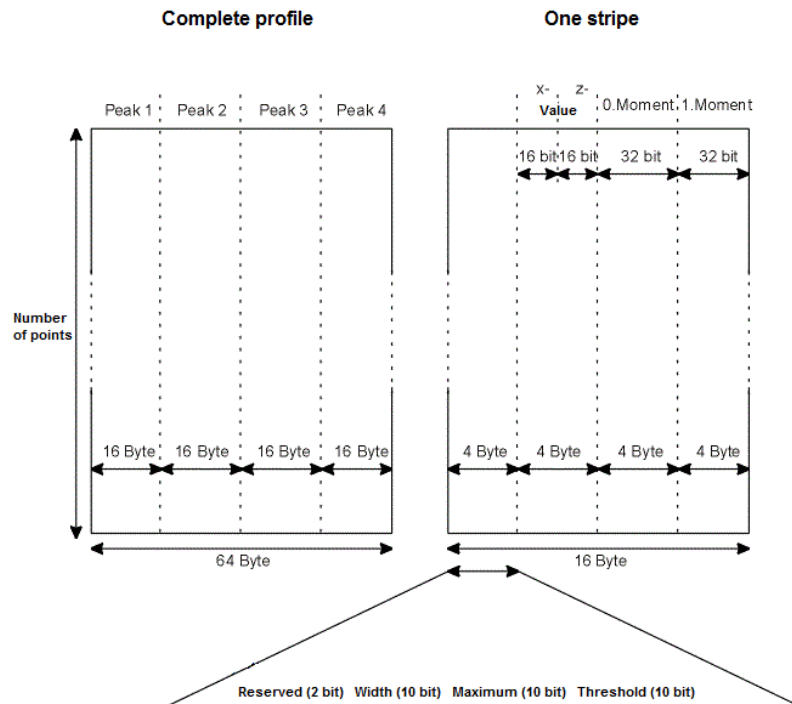 Complete profile
One stripe
x- z-
Peak 1 Peak 2 Peak 3 Peak 4
Value 0.Moment 1.Moment
16 bit 16 bit 32 bit 32 bit
Number
of points
16 Byte 16 Byte 16 Byte 16 Byte
4 Byte 4 Byte 4 Byte 4 Byte
64 Byte
16 Byte
Reserved (2 bit) Width (10 bit) Maximum (10 bit) Threshold (10 bit)